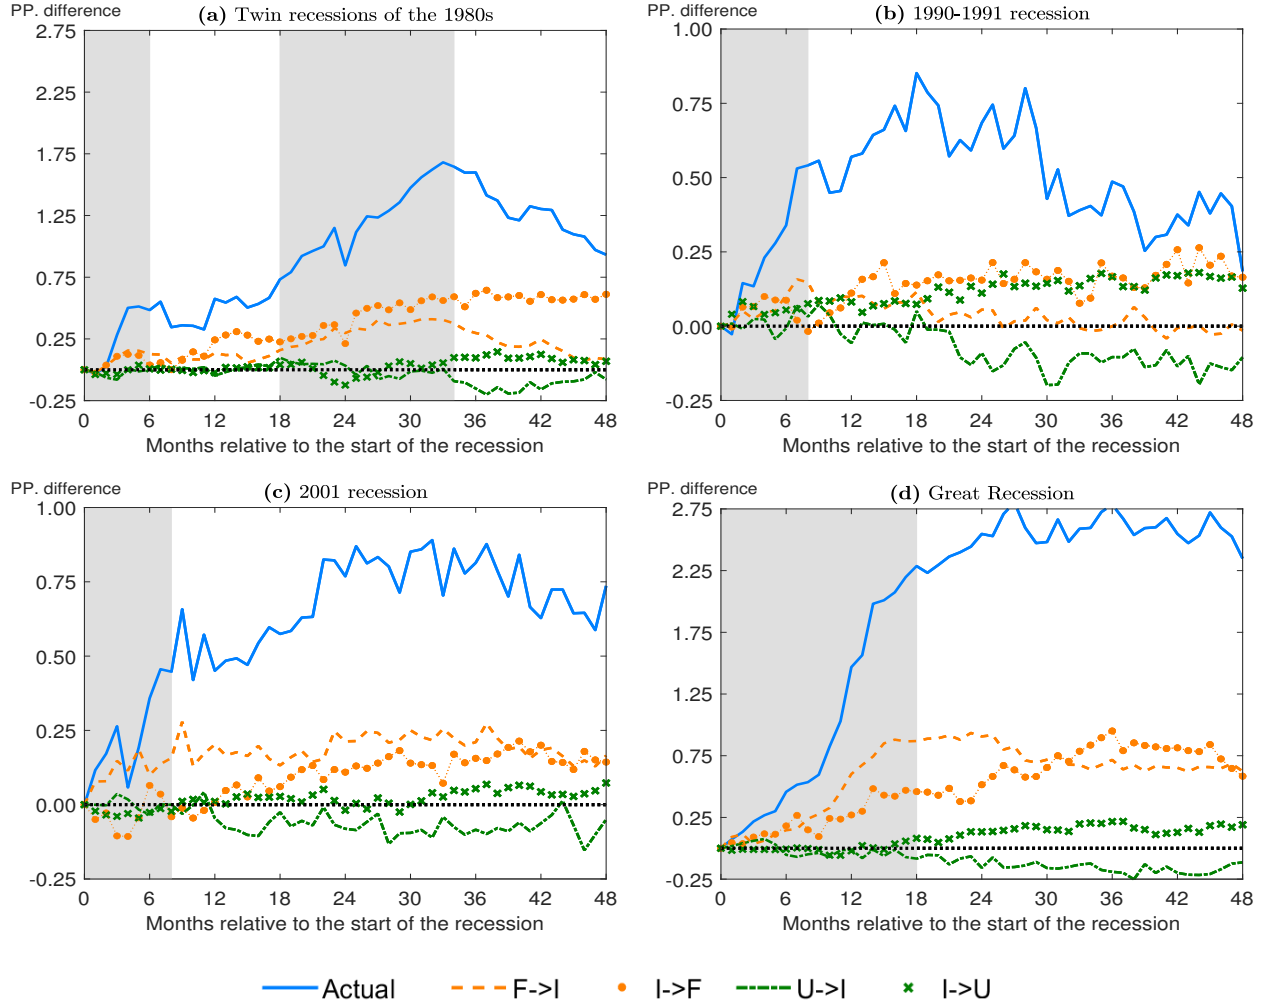 PP. difference
(a) Twin recessions of the 1980s
2.75
2.25
1.75
1.25
0.75
0.25
-0.25
0 6 12 18 24 30 36 42 48
Months relative to the start of the recession
PP. difference
(b) 1990-1991 recession
1.00
0.75
0.50
0.25
0.00
-0.25
0 6 12 18 24 30 36 42 48
Months relative to the start of the recession
PP. difference
(c) 2001 recession
1.00
0.75
0.50
0.25
0.00
-0.25
0 6 12 18 24 30 36 42 48
Months relative to the start of the recession
PP. difference
(d) Great Recession
2.75
2.25
1.75
1.25
0.75
0.25
-0.25
0 6 12 18 24 30 36 42 48
Months relative to the start of the recession
Actual F->I I->F U->I I->U